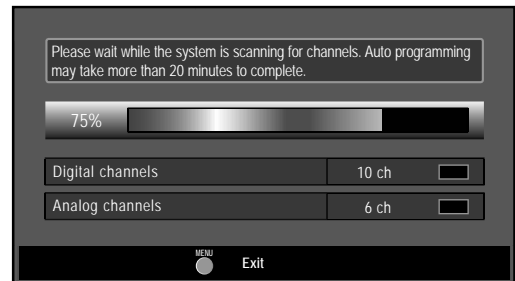 Please wait while the system is scanning for channels. Auto programming
may take more than 20 minutes to complete.
75%
Digital channels 10 ch
Analog channels 6 ch
MENU
Exit